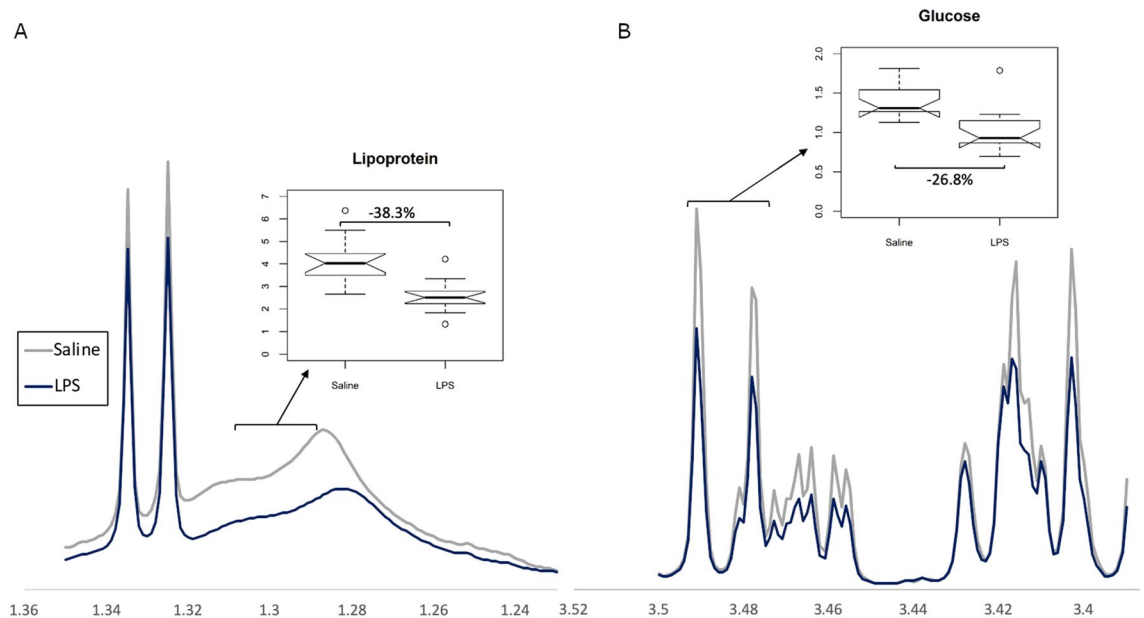 A
Lipoprotein
7
6
5
4
3
2
1
0
-38.3%
Saline
LPS
Saline
LPS
1.36
1.34
1.32
1.3
1.28
1.26
1.24
B
Glucose
2.0
1.5
1.0
0.5
0.0
-26.8%
Saline
LPS
3.52
3.5
3.48
3.46
3.44
3.42
3.4